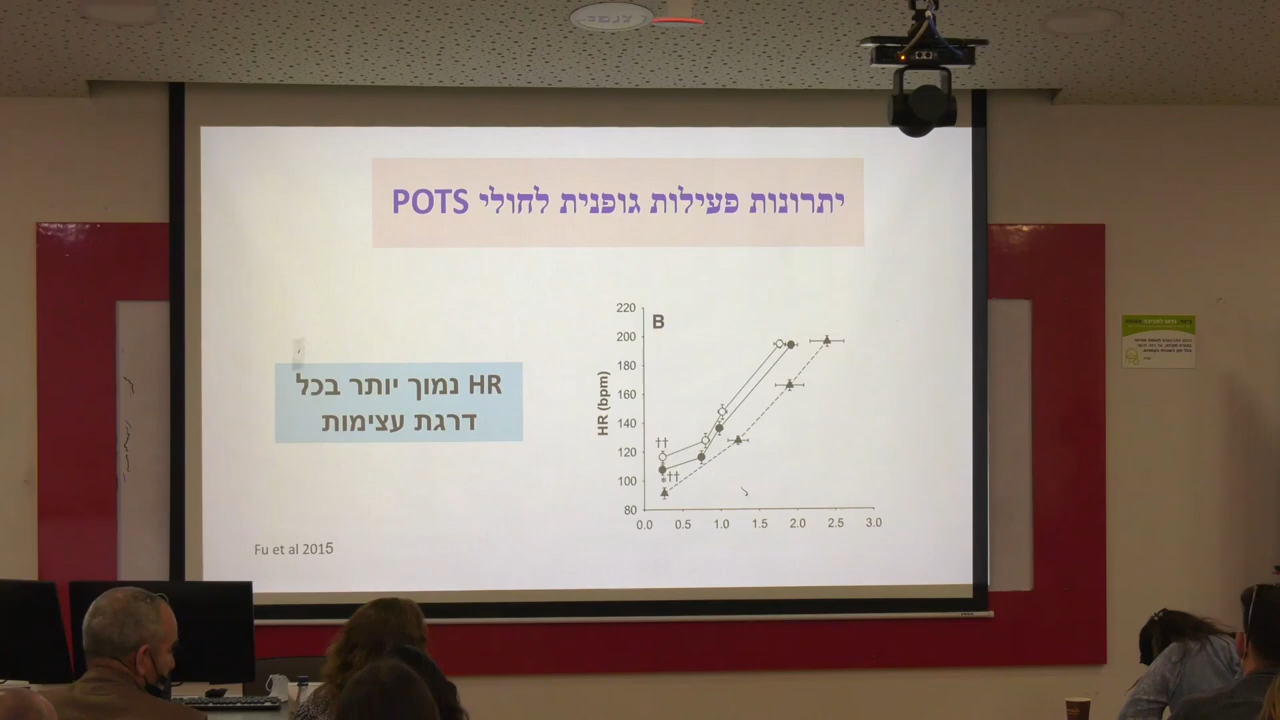 יתרונות פעילות גופנית לחולי POTS
HR נמוך יותר בכל
דרגת עצימות
B
HR (bpm)
220
200
180
160
140
120
100
80
††
*††
0.0 0.5 1.0 1.5 2.0 2.5 3.0
Fu et al 2015